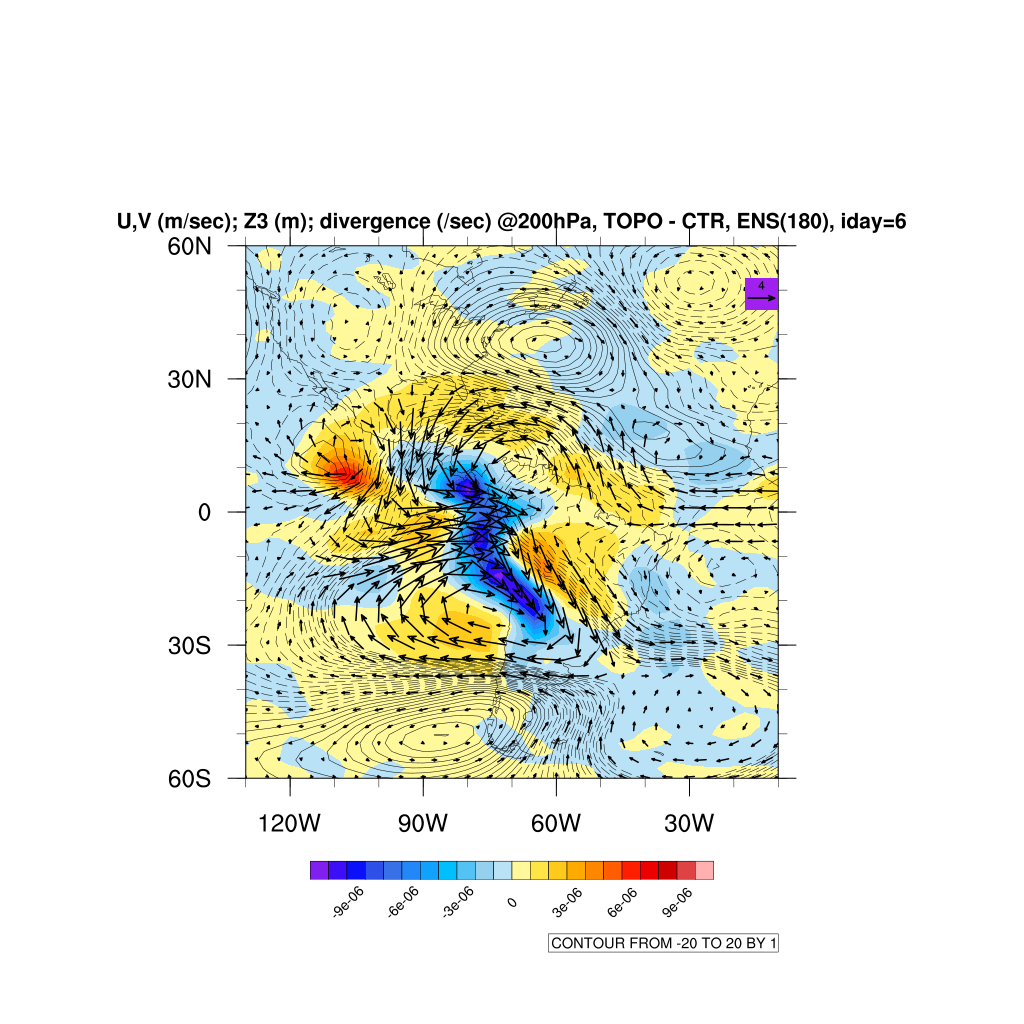 U,V (m/sec); Z3 (m); divergence (/sec) @200hPa, TOPO - CTR, ENS(180), iday=6
60N
4
30N
0
30S
60S
120W 90W 60W 30W
-9e-06 -6e-06 -3e-06 0 3e-06 6e-06 9e-06
CONTOUR FROM -20 TO 20 BY 1